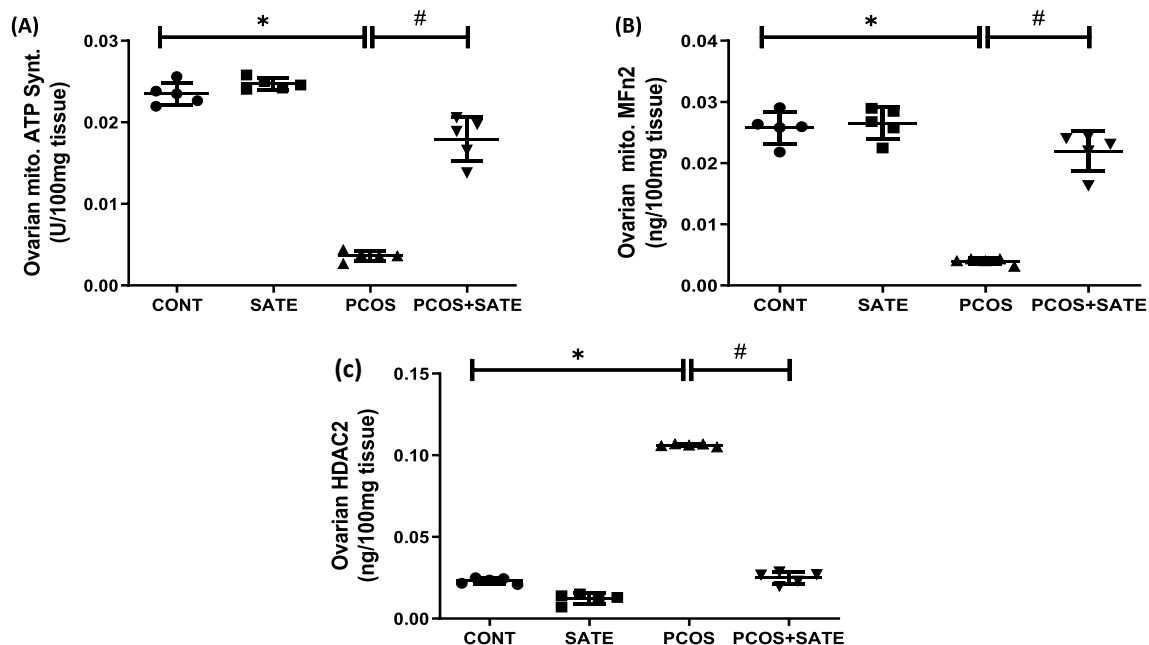 (A)
* #
Ovarian mito. ATP Synt.
(U/100mg tissue)
0.03
0.02
0.01
0.00
CONT SATE PCOS PCOS+SATE
(B)
* #
Ovarian mito. MFn2
(ng/100mg tissue)
0.04
0.03
0.02
0.01
0.00
CONT SATE PCOS PCOS+SATE
(c)
* #
Ovarian HDAC2
(ng/100mg tissue)
0.15
0.10
0.05
0.00
CONT SATE PCOS PCOS+SATE